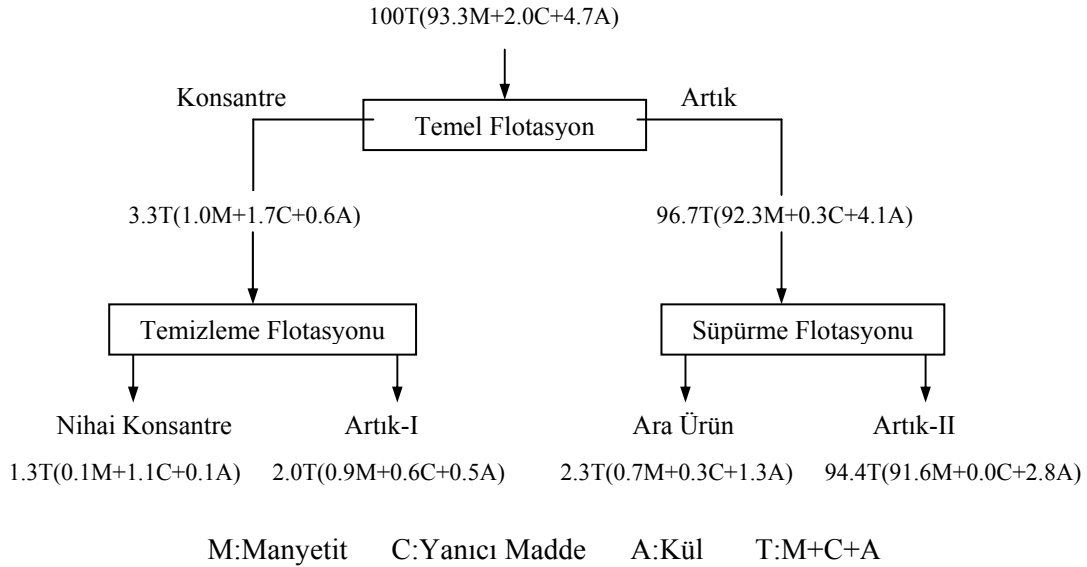 100T(93.3M+2.0C+4.7A)
Konsantre
Artık
Temel Flotasyon
3.3T(1.0M+1.7C+0.6A)
96.7T(92.3M+0.3C+4.1A)
Temizleme Flotasyonu
Süpürme Flotasyonu
Nihai Konsantre
Artık-I
Ara Ürün
Artık-II
1.3T(0.1M+1.1C+0.1A)
2.0T(0.9M+0.6C+0.5A)
2.3T(0.7M+0.3C+1.3A)
94.4T(91.6M+0.0C+2.8A)
M:Manyetit C:Yanıcı Madde A:Kül T:M+C+A